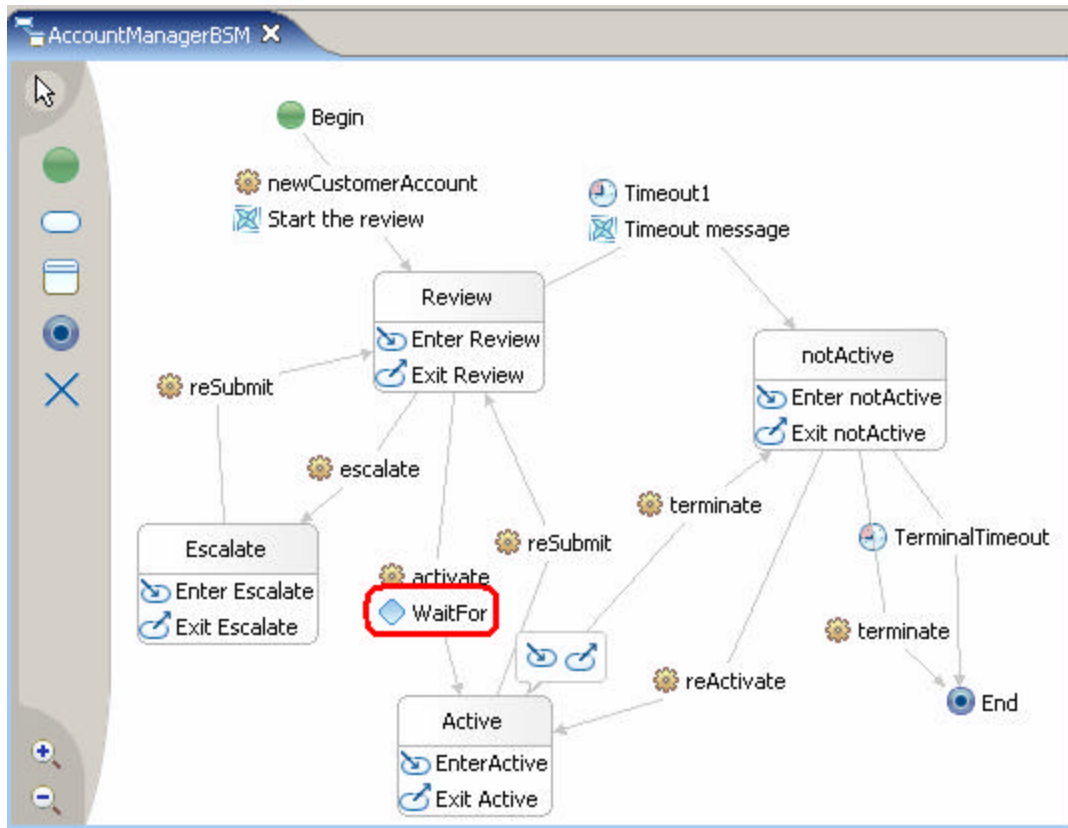 AccountManagerBSM
Begin
newCustomerAccount
Start the review
Timeout1
Timeout message
Review
Enter Review
Exit Review
notActive
Enter notActive
Exit notActive
reSubmit
escalate
terminate
TerminalTimeout
Escalate
Enter Escalate
Exit Escalate
reSubmit
activate
WaitFor
terminate
reActivate
End
Active
EnterActive
Exit Active